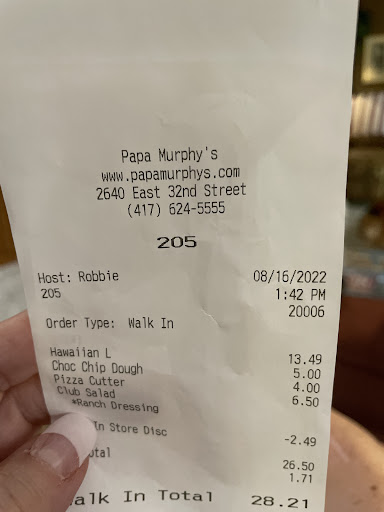 Papa Murphy's
www.papamurphys.com
2640 East 32nd Street
(417) 624-5555
205
Host: Robbie 08/16/2022
205 1:42 PM
20006
Order Type: Walk In
Hawaiian L 13.49
Choc Chip Dough 5.00
Pizza Cutter 4.00
Club Salad 6.50
*Ranch Dressing
In Store Disc -2.49
otal 26.50
1.71
alk In Total 28.21